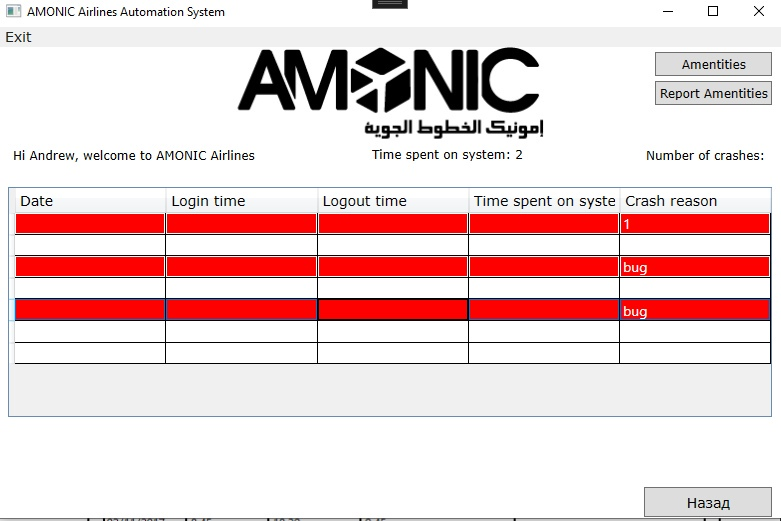 AMONIC Airlines Automation System
Exit
AMONIC
إمونيك الخطوط الجوية
Amentities
Report Amentities
Hi Andrew, welcome to AMONIC Airlines
Time spent on system: 2
Number of crashes:
Date Login time Logout time Time spent on syste Crash reason
1
bug
bug
Назад